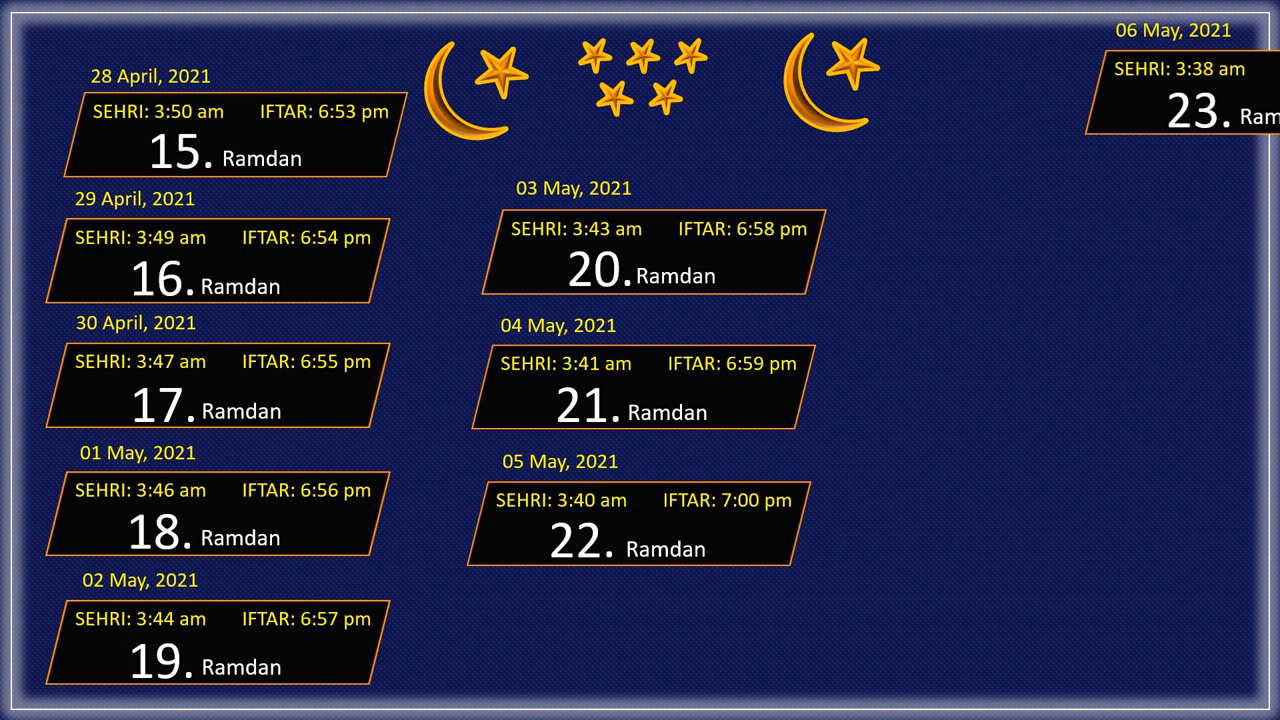 28 April, 2021
SEHRI: 3:50 am IFTAR: 6:53 pm
15. Ramdan
29 April, 2021
SEHRI: 3:49 am IFTAR: 6:54 pm
16. Ramdan
30 April, 2021
SEHRI: 3:47 am IFTAR: 6:55 pm
17. Ramdan
01 May, 2021
SEHRI: 3:46 am IFTAR: 6:56 pm
18. Ramdan
02 May, 2021
SEHRI: 3:44 am IFTAR: 6:57 pm
19. Ramdan
03 May, 2021
SEHRI: 3:43 am IFTAR: 6:58 pm
20. Ramdan
04 May, 2021
SEHRI: 3:41 am IFTAR: 6:59 pm
21. Ramdan
05 May, 2021
SEHRI: 3:40 am IFTAR: 7:00 pm
22. Ramdan
06 May, 2021
SEHRI: 3:38 am
23.